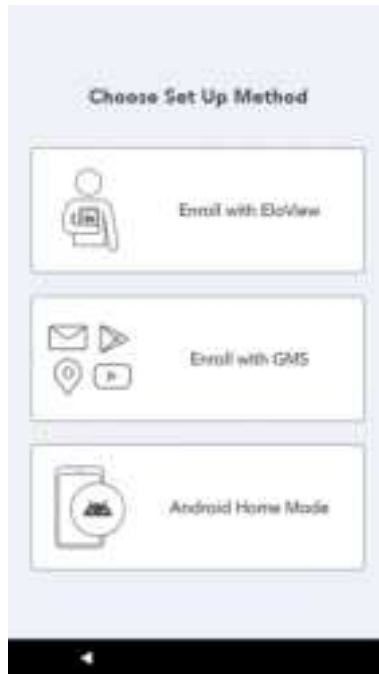 Choose Set Up Method
Enroll with EloView
Enroll with GMS
Android Home Mode